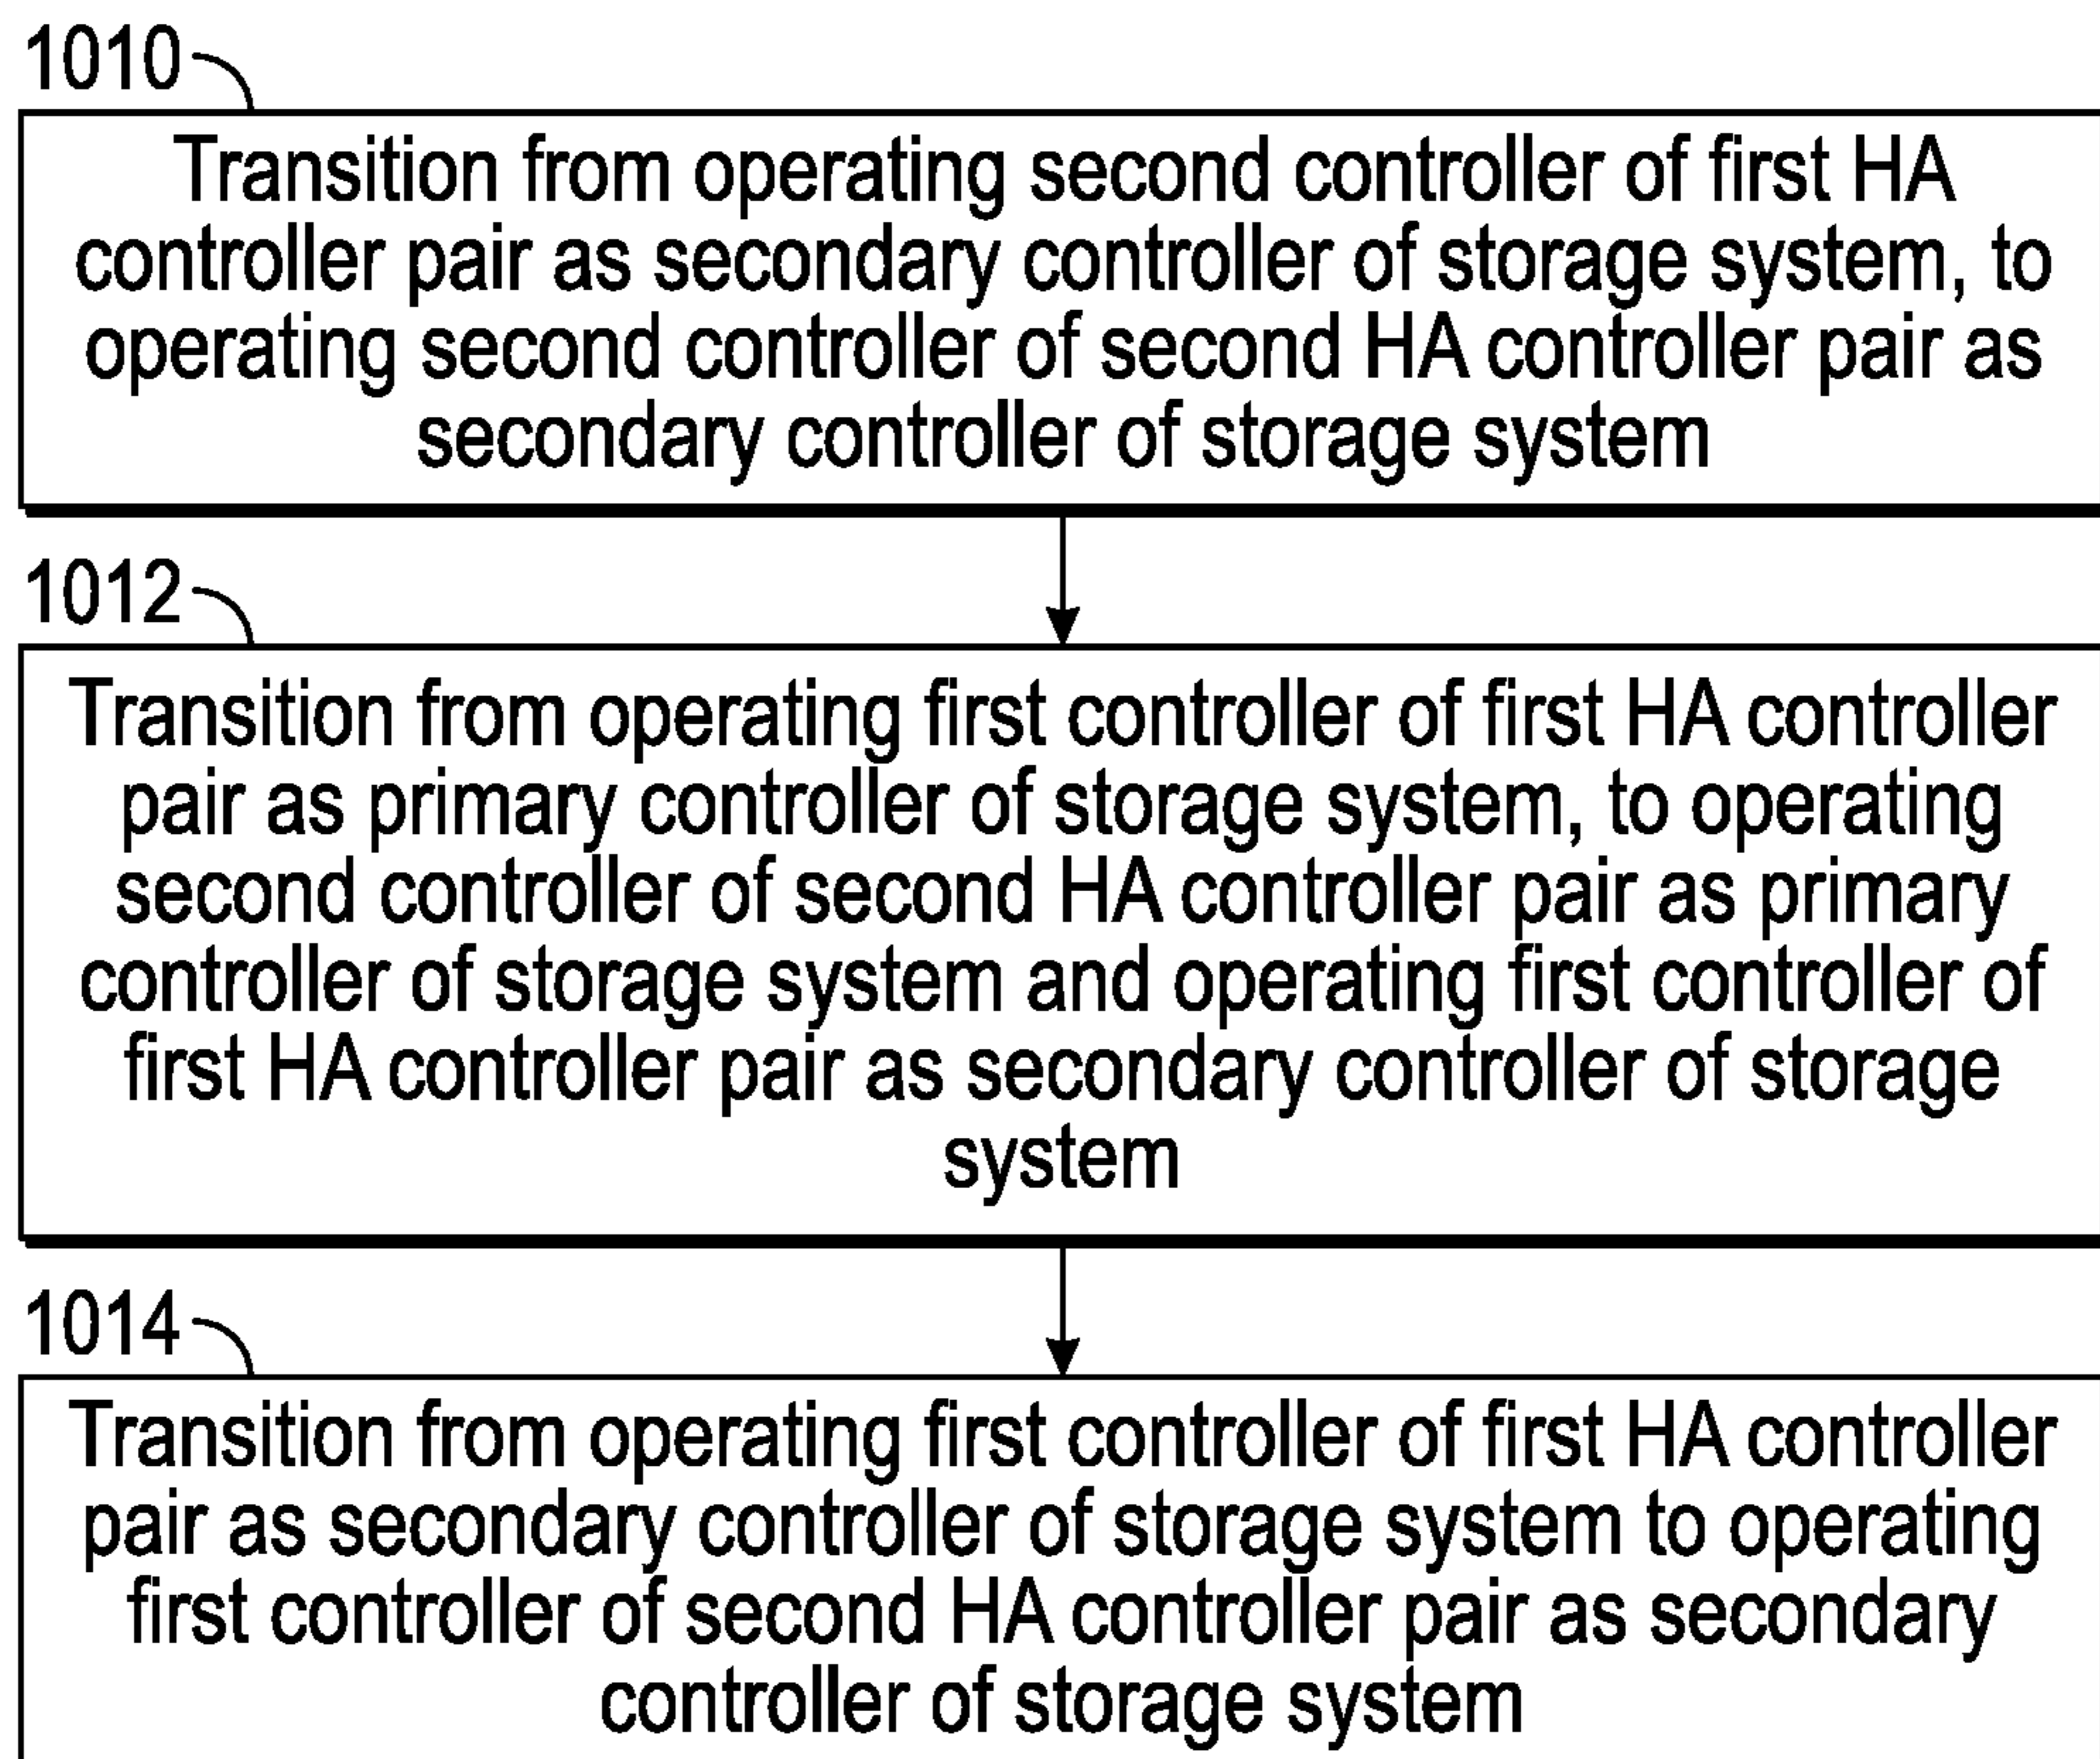 1010
Transition from operating second controller of first HA
controller pair as secondary controller of storage system, to
operating second controller of second HA controller pair as
secondary controller of storage system
1012
Transition from operating first controller of first HA controller
pair as primary controller of storage system, to operating
second controller of second HA controller pair as primary
controller of storage system and operating first controller of
first HA controller pair as secondary controller of storage
system
1014
Transition from operating first controller of first HA controller
pair as secondary controller of storage system to operating
first controller of second HA controller pair as secondary
controller of storage system